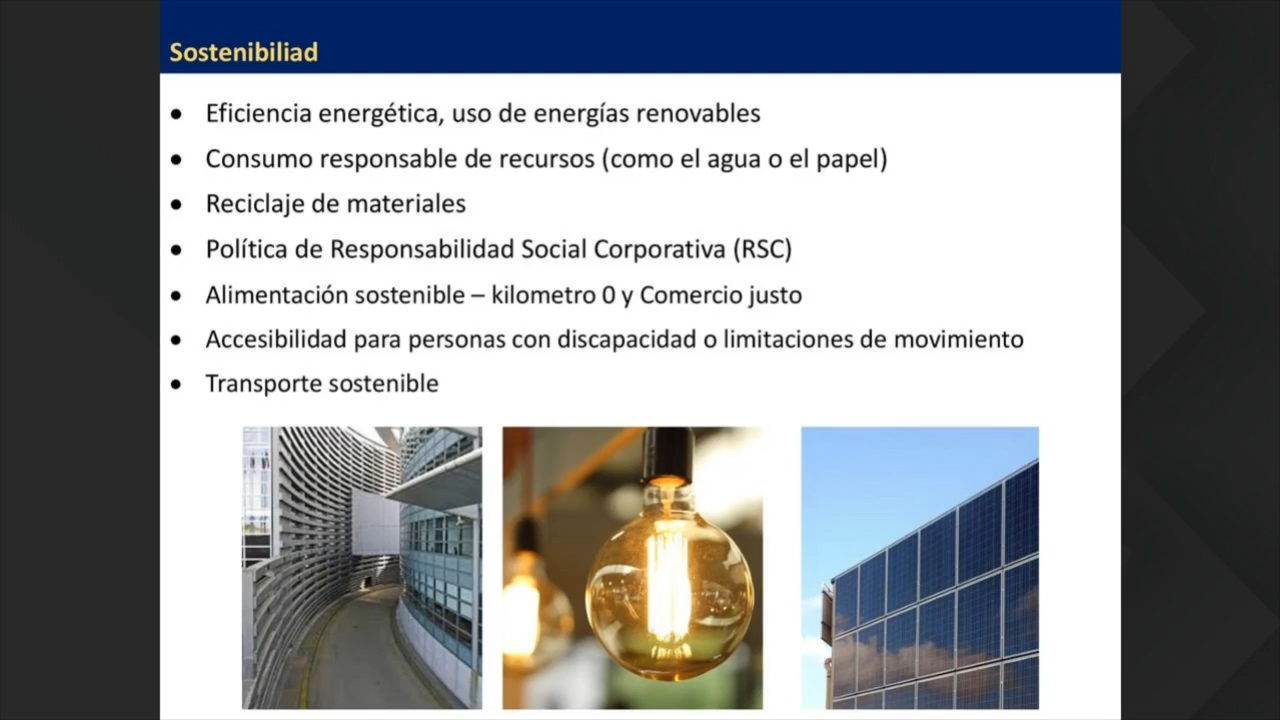 Sostenibiliad
• Eficiencia energética, uso de energías renovables
• Consumo responsable de recursos (como el agua o el papel)
• Reciclaje de materiales
• Política de Responsabilidad Social Corporativa (RSC)
• Alimentación sostenible – kilometro 0 y Comercio justo
• Accesibilidad para personas con discapacidad o limitaciones de movimiento
• Transporte sostenible